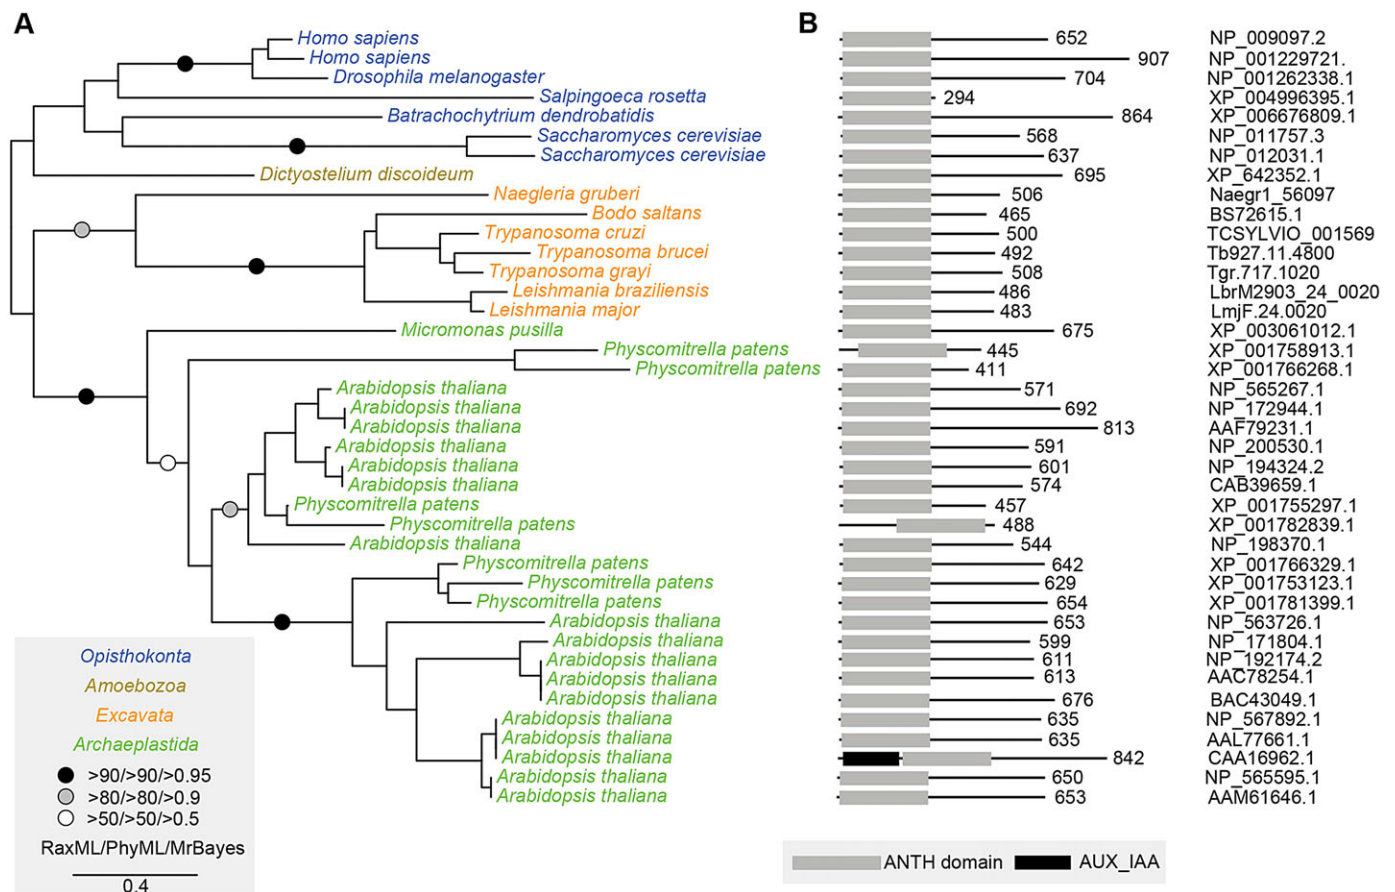 A B
Homo sapiens 652 NP_009097.2
Homo sapiens 907 NP_001229721.
Drosophila melanogaster 704 NP_001262338.1
Salpingoeca rosetta 294 XP_004996395.1
Batrachochytrium dendrobatidis 864 XP_006676809.1
Saccharomyces cerevisiae 568 NP_011757.3
Saccharomyces cerevisiae 637 NP_012031.1
Dictyostelium discoideum 695 XP_642352.1
Naegleria gruberi 506 Naegr1_56097
Bodo saltans 465 BS72615.1
Trypanosoma cruzi 500 TCSYLVIO_001569
Trypanosoma brucei 492 Tb927.11.4800
Trypanosoma grayi 508 Tgr.717.1020
Leishmania braziliensis 486 LbrM2903_24_0020
Leishmania major 483 LmjF.24.0020
Micromonas pusilla 675 XP_003061012.1
Physcomitrella patens 445 XP_001758913.1
Physcomitrella patens 411 XP_001766268.1
Arabidopsis thaliana 571 NP_565267.1
Arabidopsis thaliana 692 NP_172944.1
Arabidopsis thaliana 813 AAF79231.1
Arabidopsis thaliana 591 NP_200530.1
Arabidopsis thaliana 601 NP_194324.2
Arabidopsis thaliana 574 CAB39659.1
Physcomitrella patens 457 XP_001755297.1
Physcomitrella patens 488 XP_001782839.1
Arabidopsis thaliana 544 NP_198370.1
Physcomitrella patens 642 XP_001766329.1
Physcomitrella patens 629 XP_001753123.1
Physcomitrella patens 654 XP_001781399.1
Arabidopsis thaliana 653 NP_563726.1
Arabidopsis thaliana 599 NP_171804.1
Arabidopsis thaliana 611 NP_192174.2
Arabidopsis thaliana 613 AAC78254.1
Arabidopsis thaliana 676 BAC43049.1
Arabidopsis thaliana 635 NP_567892.1
Arabidopsis thaliana 635 AAL77661.1
Arabidopsis thaliana 842 CAA16962.1
Arabidopsis thaliana 650 NP_565595.1
Arabidopsis thaliana 653 AAM61646.1
Opisthokonta
Amoebozoa
Excavata
Archaeplastida
>90/>90/>0.95
>80/>80/>0.9
>50/>50/>0.5
RaxML/PhyML/MrBayes
0.4
ANTH domain AUX_IAA